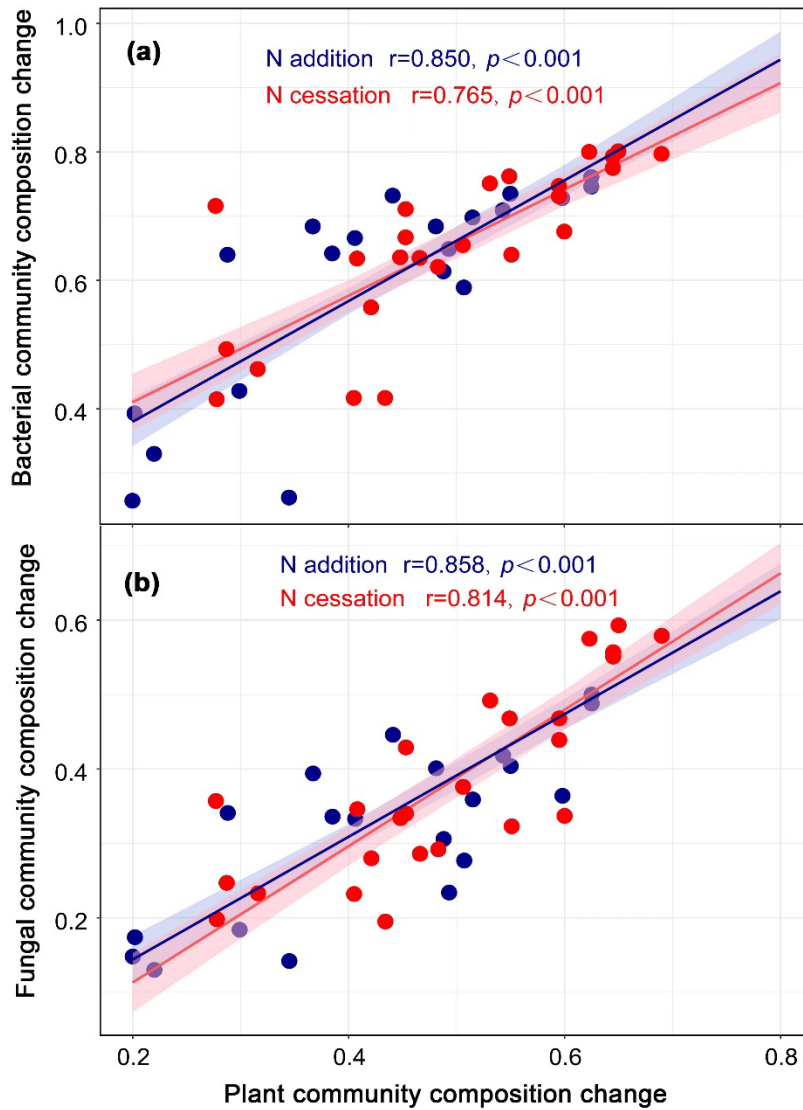 (a)
N addition r=0.850, p<0.001
N cessation r=0.765, p<0.001
Bacterial community composition change
1.0
0.8
0.6
0.4
(b)
N addition r=0.858, p<0.001
N cessation r=0.814, p<0.001
Fungal community composition change
0.6
0.4
0.2
0.2 0.4 0.6 0.8
Plant community composition change